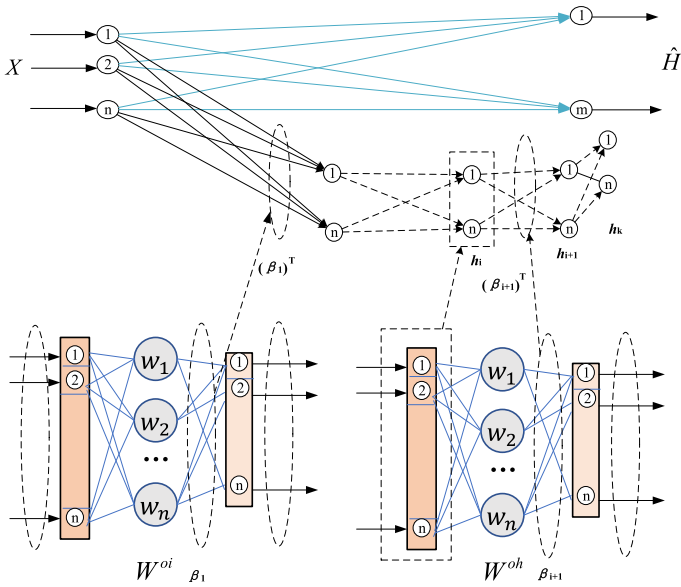 1
1
X
2
Ĥ
n
m
1
1
1
1
n
n
n
n
h_k
h_i
h_{i+1}
(β_1)^T
(β_{i+1})^T
1
w_1
1
1
w_1
1
2
2
2
2
w_2
w_2
...
...
n
n
n
w_n
n
w_n
W^{oi}
β_1
W^{oh}
β_{i+1}